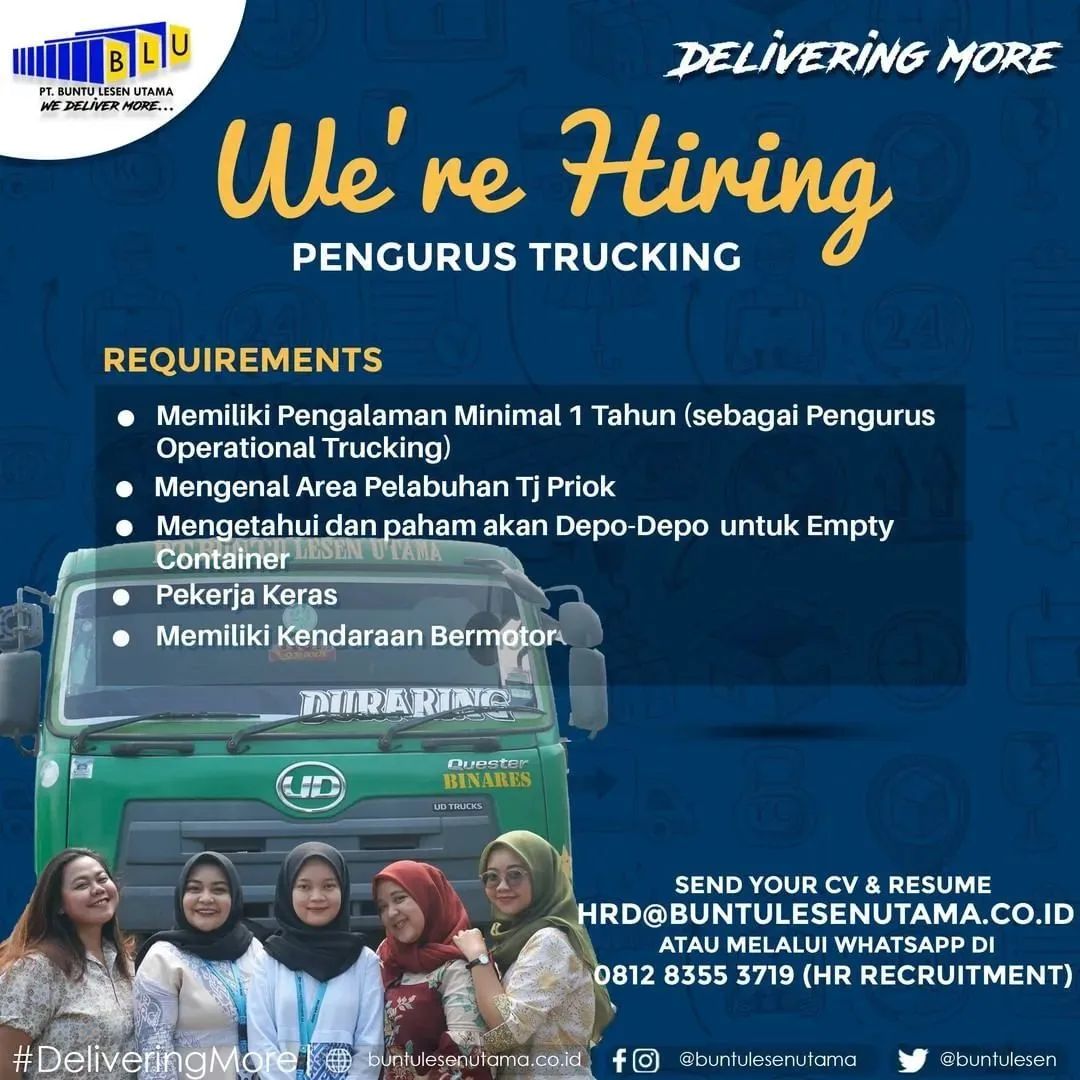 BLU
PT. BUNTU LESEN UTAMA
WE DELIVER MORE...
DELIVERING MORE
We're Hiring
PENGURUS TRUCKING
REQUIREMENTS
Memiliki Pengalaman Minimal 1 Tahun (sebagai Pengurus
Operational Trucking)
Mengenal Area Pelabuhan Tj Priok
Mengetahui dan paham akan Depo-Depo untuk Empty
Container
LESEN UTAMA
Pekerja Keras
Memiliki Kendaraan Bermotor
DURARING
Quester
BINARES
UD
UD TRUCKS
SEND YOUR CV & RESUME
HRD@BUNTULESENUTAMA.CO.ID
ATAU MELALUI WHATSAPP DI
0812 8355 3719 (HR RECRUITMENT)
#DeliveringMore | buntulesenutama.co.id @buntulesenutama @buntulesen